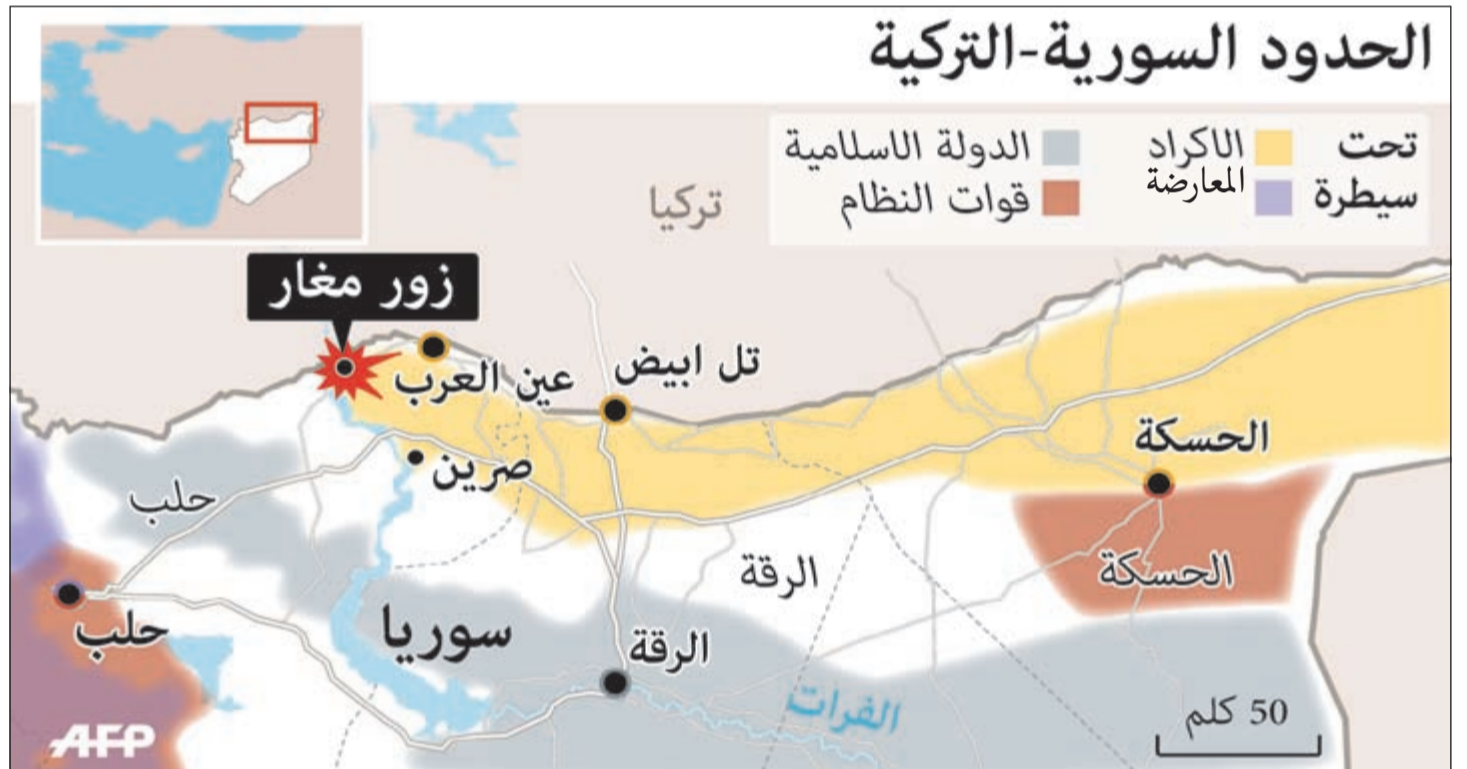 الحدود السورية-التركية
تحت سيطرة
الاكراد
المعارضة
الدولة الاسلامية
قوات النظام
تركيا
زور مغار
عين العرب
تل ابيض
الحسكة
صرين
حلب
الرقة
الحسكة
حلب
سوريا
الرقة
الفرات
50 كلم
AFP